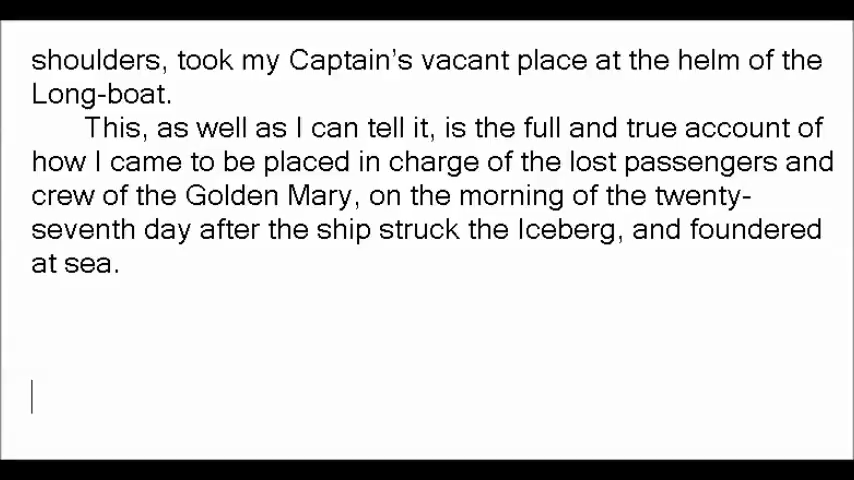 shoulders, took my Captain’s vacant place at the helm of the
Long-boat.
This, as well as I can tell it, is the full and true account of
how I came to be placed in charge of the lost passengers and
crew of the Golden Mary, on the morning of the twenty-
seventh day after the ship struck the Iceberg, and foundered
at sea.